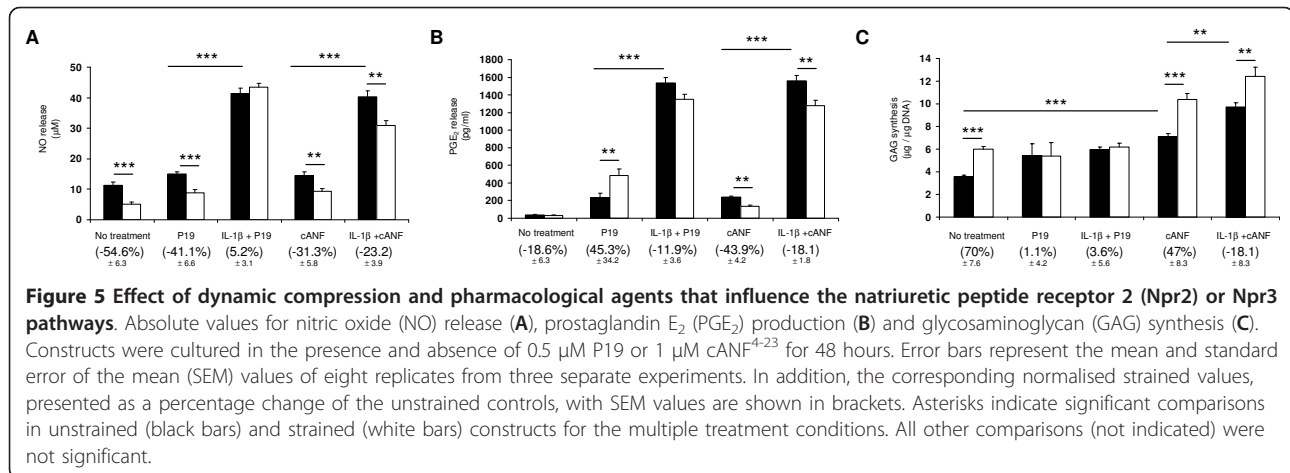 A
***
***
**
***
***
**
NO release
(µM)
50
40
30
20
10
0
No treatment P19 IL-1β + P19 cANF IL-1β +cANF
(-54.6%) (-41.1%) (5.2%) (-31.3%) (-23.2)
± 6.3 ± 6.6 ± 3.1 ± 5.8 ± 3.9
B
***
***
**
**
**
PGE2 release
(pg/ml)
1800
1600
1400
1200
1000
800
600
400
200
0
No treatment P19 IL-1β + P19 cANF IL-1β +cANF
(-18.6%) (45.3%) (-11.9%) (-43.9%) (-18.1)
± 6.3 ± 34.2 ± 3.6 ± 4.2 ± 1.8
C
**
**
***
***
***
GAG synthesis
(µg / µg DNA)
14
12
10
8
6
4
2
0
No treatment P19 IL-1β + P19 cANF IL-1β +cANF
(70%) (1.1%) (3.6%) (47%) (-18.1)
± 7.6 ± 4.2 ± 5.6 ± 8.3 ± 8.3
Figure 5 Effect of dynamic compression and pharmacological agents that influence the natriuretic peptide receptor 2 (Npr2) or Npr3
pathways. Absolute values for nitric oxide (NO) release (A), prostaglandin E2 (PGE2) production (B) and glycosaminoglycan (GAG) synthesis (C).
Constructs were cultured in the presence and absence of 0.5 µM P19 or 1 µM cANF4-23 for 48 hours. Error bars represent the mean and standard
error of the mean (SEM) values of eight replicates from three separate experiments. In addition, the corresponding normalised strained values,
presented as a percentage change of the unstrained controls, with SEM values are shown in brackets. Asterisks indicate significant comparisons
in unstrained (black bars) and strained (white bars) constructs for the multiple treatment conditions. All other comparisons (not indicated) were
not significant.